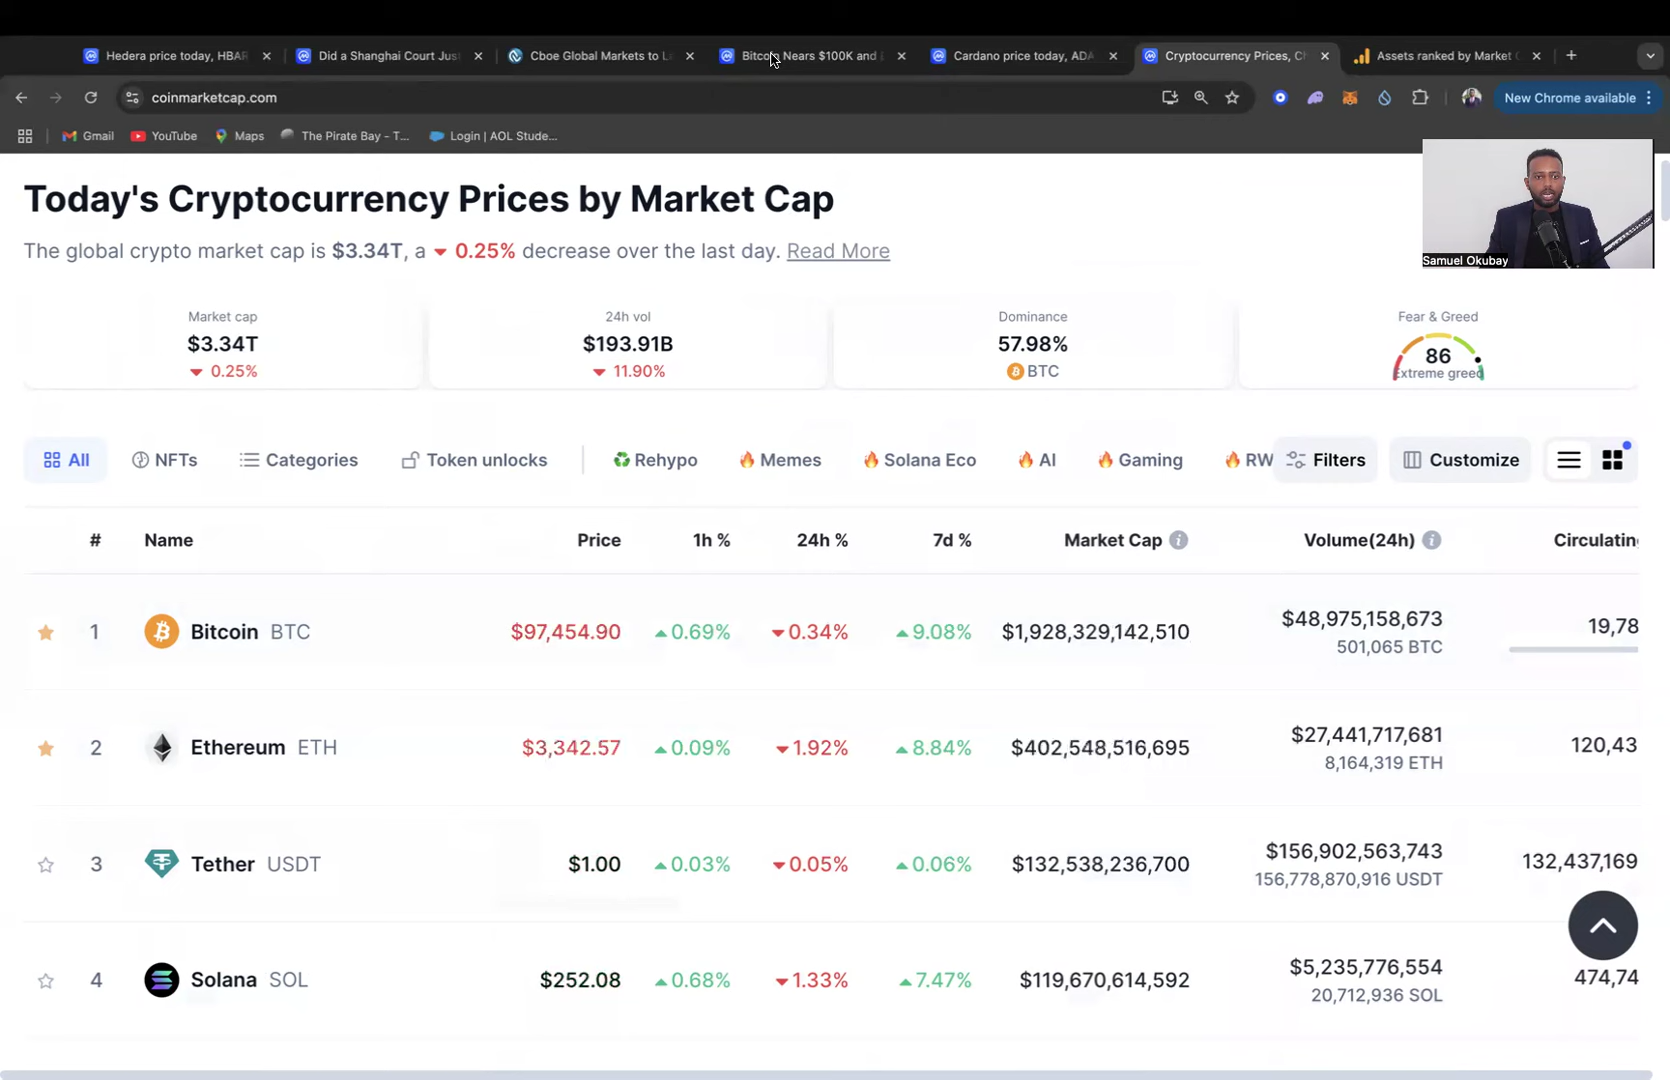 Hedera price today, HBAR
Did a Shanghai Court Jus
Cboe Global Markets to Li
Bitcoin Nears $100K and
Cardano price today, ADA
Cryptocurrency Prices, Ch
Assets ranked by Market C
coinmarketcap.com
New Chrome available
Gmail
YouTube
Maps
The Pirate Bay - T...
Login | AOL Stude...
Today's Cryptocurrency Prices by Market Cap
The global crypto market cap is $3.34T, a 0.25% decrease over the last day. Read More
Samuel Okubay
Market cap
$3.34T
0.25%
24h vol
$193.91B
11.90%
Dominance
57.98%
BTC
Fear & Greed
86
Extreme greed
All NFTs Categories Token unlocks Rehypo Memes Solana Eco AI Gaming RW Filters Customize
# Name Price 1h % 24h % 7d % Market Cap Volume(24h) Circulating
1 Bitcoin BTC $97,454.90 0.69% 0.34% 9.08% $1,928,329,142,510 $48,975,158,673 19,78
501,065 BTC
2 Ethereum ETH $3,342.57 0.09% 1.92% 8.84% $402,548,516,695 $27,441,717,681 120,43
8,164,319 ETH
3 Tether USDT $1.00 0.03% 0.05% 0.06% $132,538,236,700 $156,902,563,743 132,437,169
156,778,870,916 USDT
4 Solana SOL $252.08 0.68% 1.33% 7.47% $119,670,614,592 $5,235,776,554 474,74
20,712,936 SOL